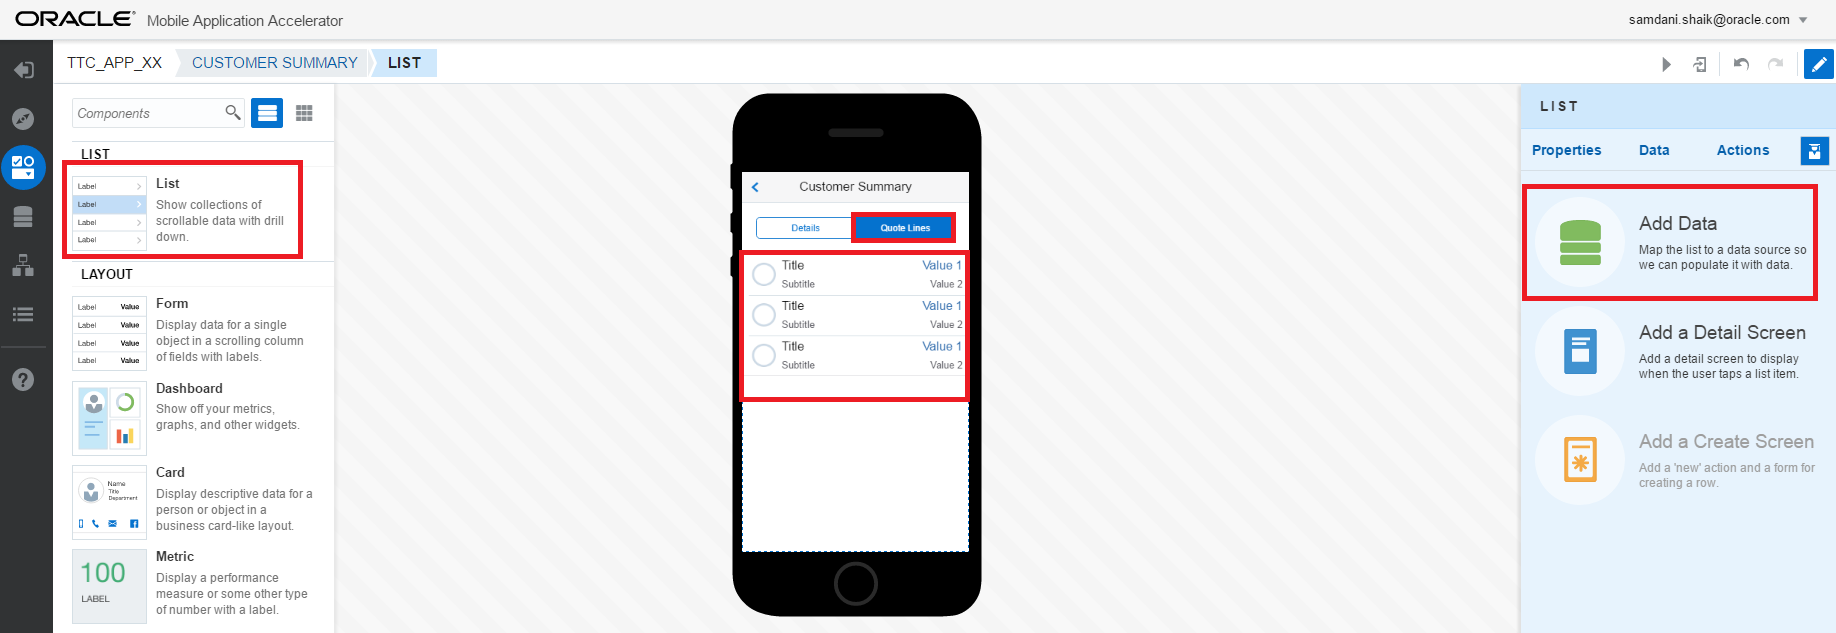 ORACLE® Mobile Application Accelerator
samdani.shaik@oracle.com
TTC_APP_XX
CUSTOMER SUMMARY
LIST
Components
LIST
Label
Label
Label
Label
List
Show collections of
scrollable data with drill
down.
LAYOUT
Label Value
Label Value
Label Value
Label Value
Form
Display data for a single
object in a scrolling column
of fields with labels.
Dashboard
Show off your metrics,
graphs, and other widgets.
Name
Title
Department
Card
Display descriptive data for a
person or object in a
business card-like layout.
100
LABEL
Metric
Display a performance
measure or some other type
of number with a label.
Customer Summary
Details
Quote Lines
Title Value 1
Subtitle Value 2
Title Value 1
Subtitle Value 2
Title Value 1
Subtitle Value 2
LIST
Properties Data Actions
Add Data
Map the list to a data source so
we can populate it with data.
Add a Detail Screen
Add a detail screen to display
when the user taps a list item.
Add a Create Screen
Add a 'new' action and a form for
creating a row.